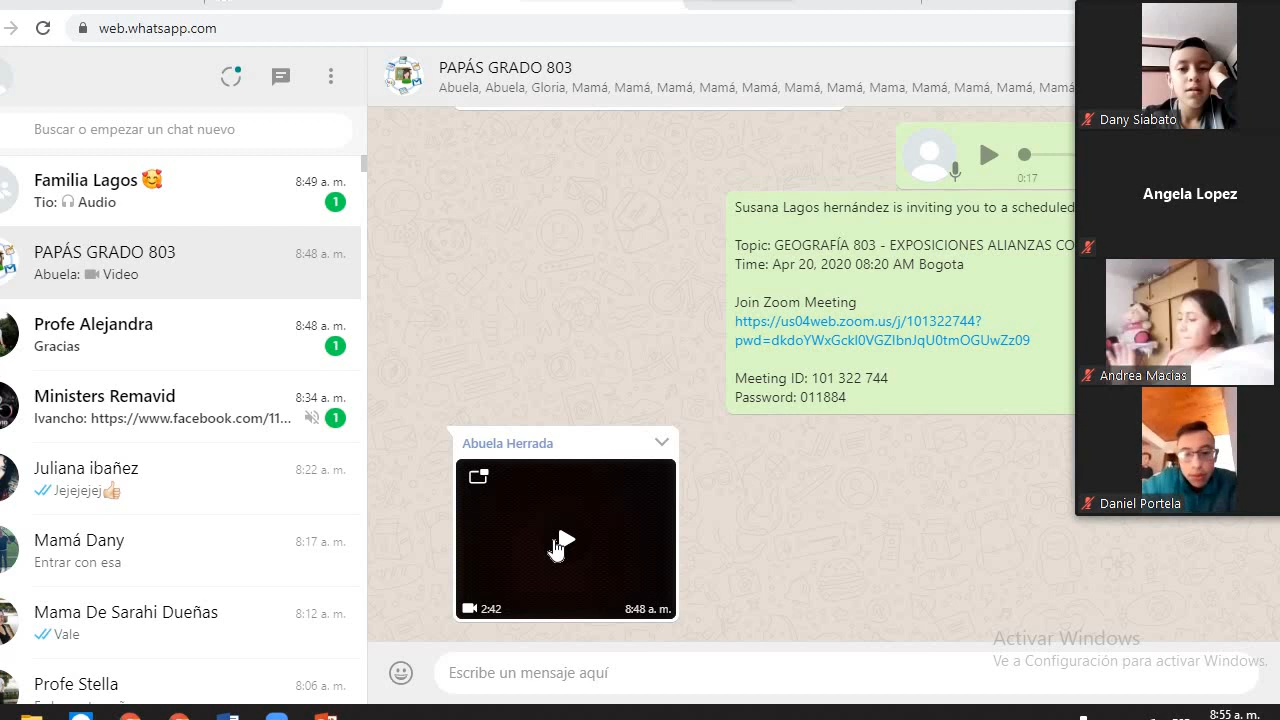 web.whatsapp.com
Buscar o empezar un chat nuevo
Familia Lagos 🥰
8:49 a. m.
Tio: 🎧 Audio
1
PAPÁS GRADO 803
8:48 a. m.
Abuela: Video
Profe Alejandra
8:48 a. m.
Gracias
1
Ministers Remavid
8:34 a. m.
Ivancho: https://www.facebook.com/11...
1
Juliana ibañez
8:22 a. m.
Jejejejej👍🏼
Mamá Dany
8:17 a. m.
Entrar con esa
Mama De Sarahi Dueñas
8:12 a. m.
Vale
Profe Stella
8:06 a. m.
PAPÁS GRADO 803
Abuela, Abuelo Gloria, Mamá, Mamá, Mamá, Mamá, Mamá, Mamá, Mama, Mamá, Mamá, Mamá
0:17
Susana Lagos hernández is inviting you to a scheduled
Topic: GEOGRAFÍA 803 - EXPOSICIONES ALIANZAS CO
Time: Apr 20, 2020 08:20 AM Bogota
Join Zoom Meeting
https://us04web.zoom.us/j/101322744?
pwd=dkdoYWxGckl0VGZIbnJqU0tmOGUwZz09
Meeting ID: 101 322 744
Password: 011884
Abuela Herrada
2:42
8:48 a. m.
Escribe un mensaje aquí
Activar Windows
Ve a Configuración para activar Windows.
Dany Siabato
Angela Lopez
Andrea Macias
Daniel Portela
8:55 a. m.